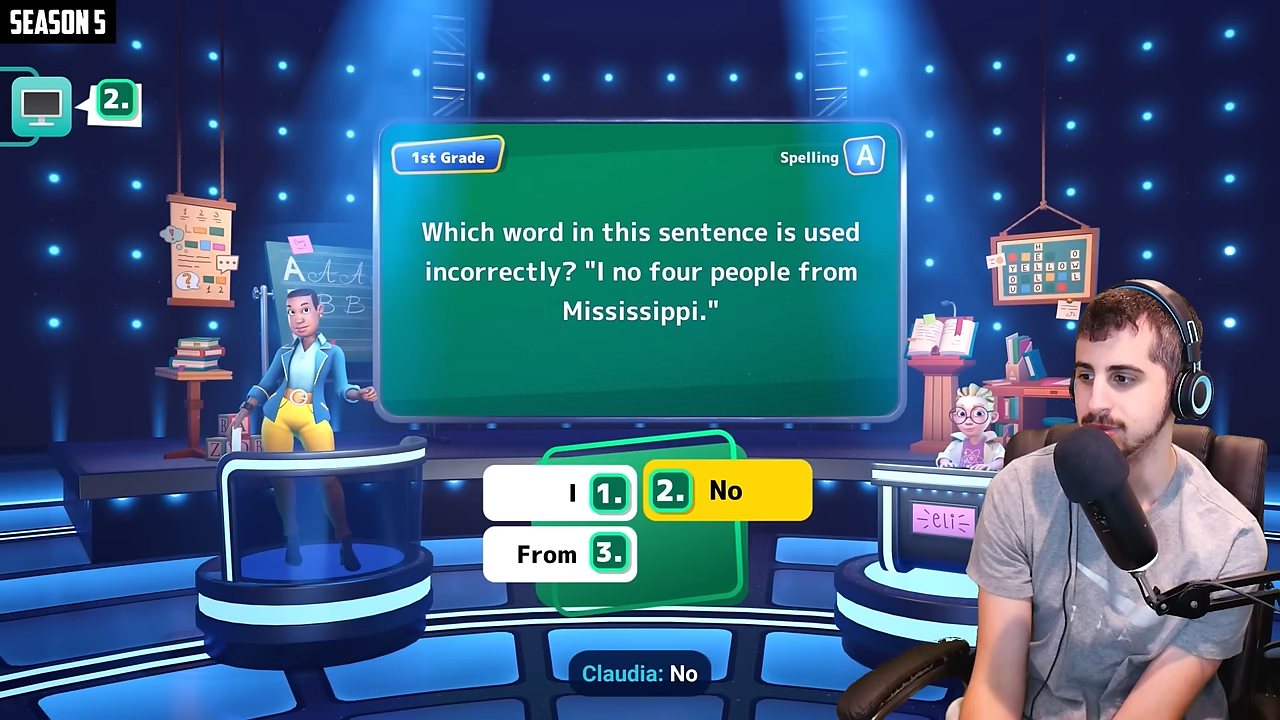 SEASON 5
2.
1st Grade
Spelling A
Which word in this sentence is used
incorrectly? "I no four people from
Mississippi."
I 1.
2. No
From 3.
eli
Claudia: No